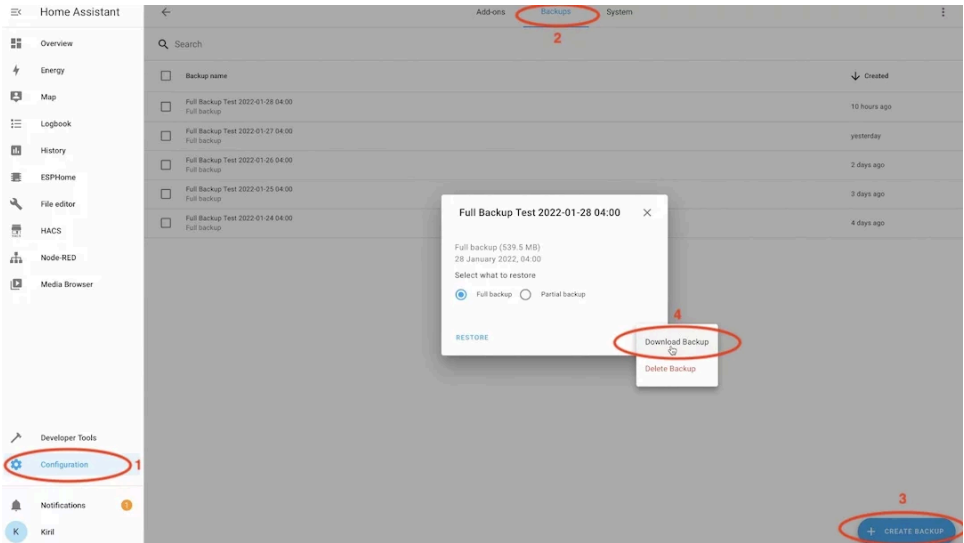 Home Assistant
Overview
Energy
Map
Logbook
History
ESPHome
File editor
HACS
Node-RED
Media Browser
Developer Tools
Configuration
1
Notifications
K
Kiril
Add-ons
Backups
System
2
Search
Backup name
Created
Full Backup Test 2022-01-28 04:00
Full backup
10 hours ago
Full Backup Test 2022-01-27 04:00
Full backup
yesterday
Full Backup Test 2022-01-26 04:00
Full backup
2 days ago
Full Backup Test 2022-01-25 04:00
Full backup
3 days ago
Full Backup Test 2022-01-24 04:00
Full backup
4 days ago
Full Backup Test 2022-01-28 04:00
Full backup (539.5 MB)
28 January 2022, 04:00
Select what to restore
Full backup
Partial backup
RESTORE
4
Download Backup
Delete Backup
3
CREATE BACKUP